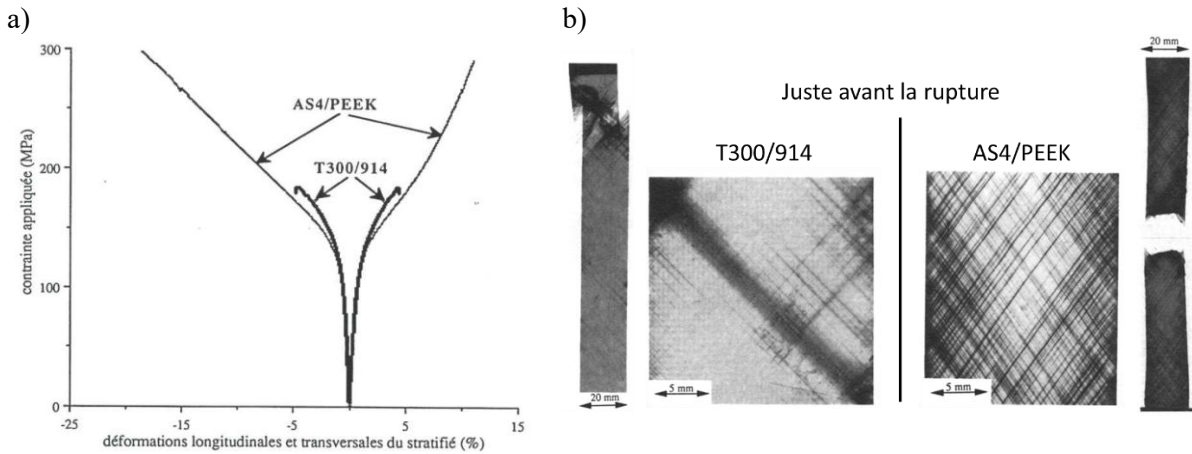 a)
300
200
100
0
contrainte appliquée (MPa)
AS4/PEEK
T300/914
-25
-15
-5
5
15
déformations longitudinales et transversales du stratifié (%)
b)
20 mm
Juste avant la rupture
T300/914
AS4/PEEK
5 mm
5 mm
20 mm